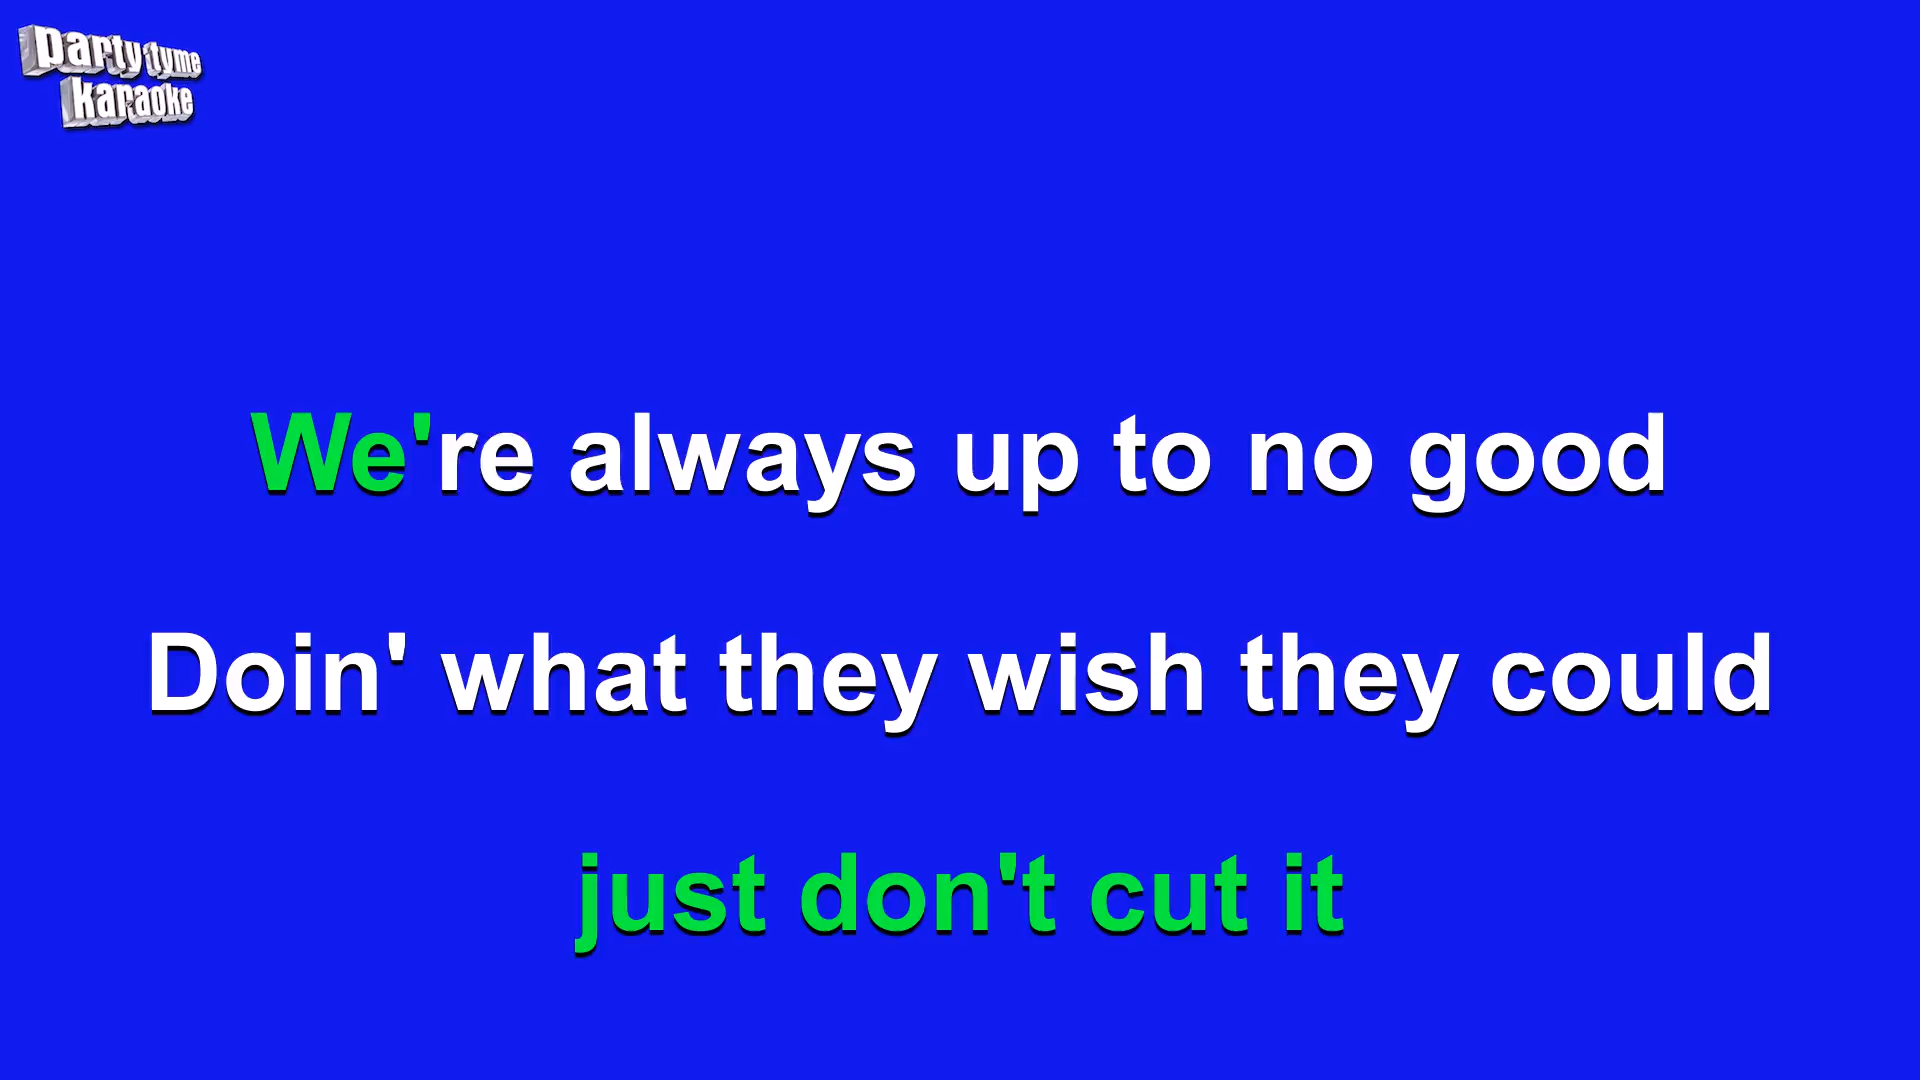 party tyme
karaoke
We're always up to no good
Doin' what they wish they could
just don't cut it